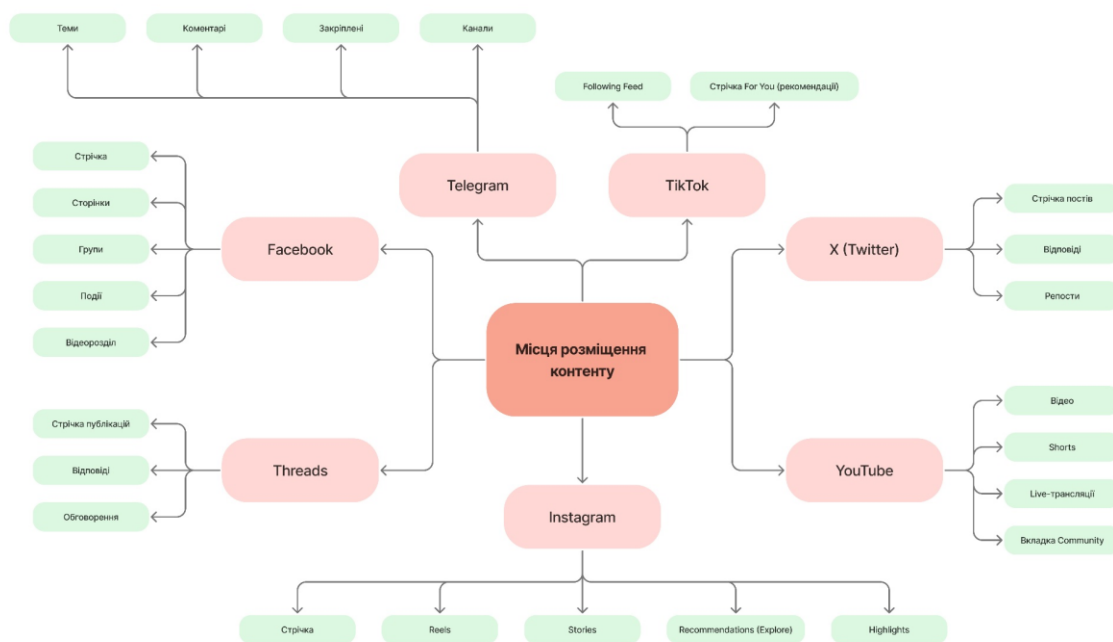 Теми
Коментарі
Закріплені
Канали
Following Feed
Стрічка For You (рекомендації)
Telegram
TikTok
Стрічка
Сторінки
Групи
Події
Відеорозділ
Facebook
X (Twitter)
Стрічка постів
Відповіді
Репости
Місця розміщення
контенту
Стрічка публікацій
Відповіді
Обговорення
Threads
YouTube
Відео
Shorts
Live-трансляції
Вкладка Community
Instagram
Стрічка
Reels
Stories
Recommendations (Explore)
Highlights